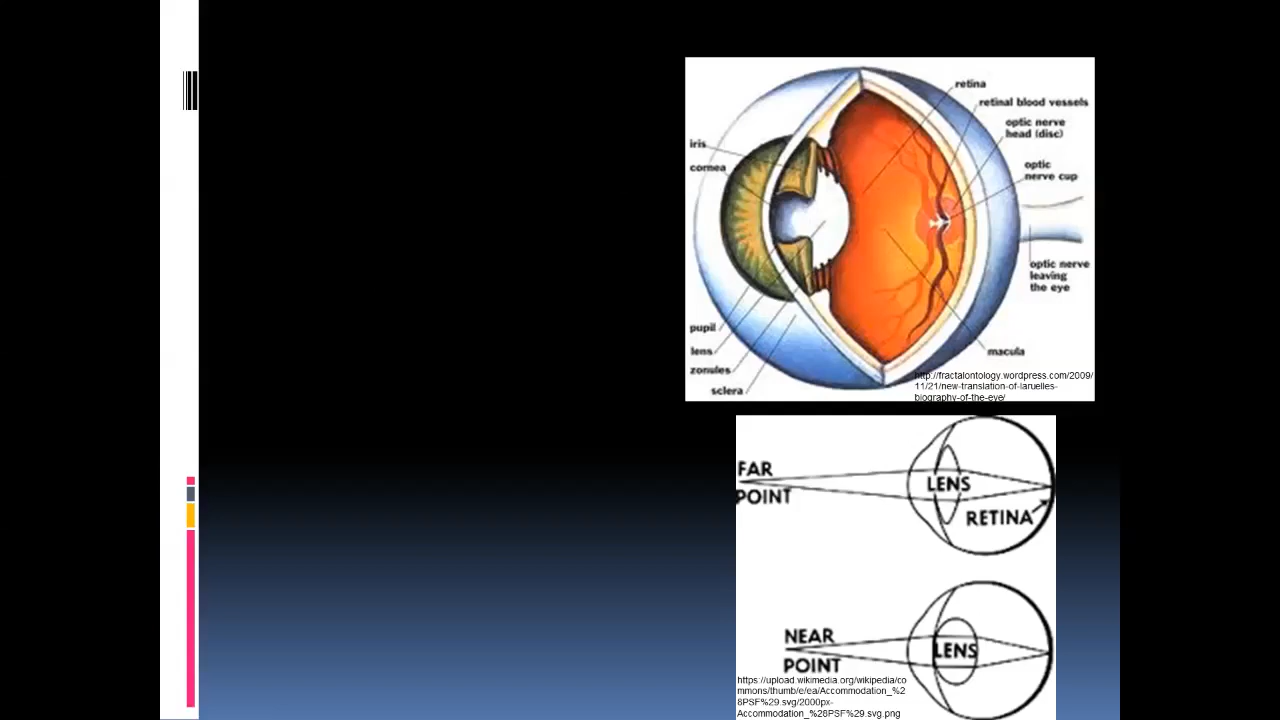 retina
retinal blood vessels
optic nerve
head (disc)
optic
nerve cup
iris
cornea
optic nerve
leaving
the eye
pupil
lens
zonules
sclera
macula
http://fractalontology.wordpress.com/2009/
11/21/new-translation-of-laruelles-
biography-of-the-eye/
FAR
POINT
LENS
RETINA
NEAR
POINT
LENS
https://upload.wikimedia.org/wikipedia/co
mmons/thumb/e/ea/Accommodation_%2
8PSF%29.svg/2000px-
Accommodation_%28PSF%29.svg.png